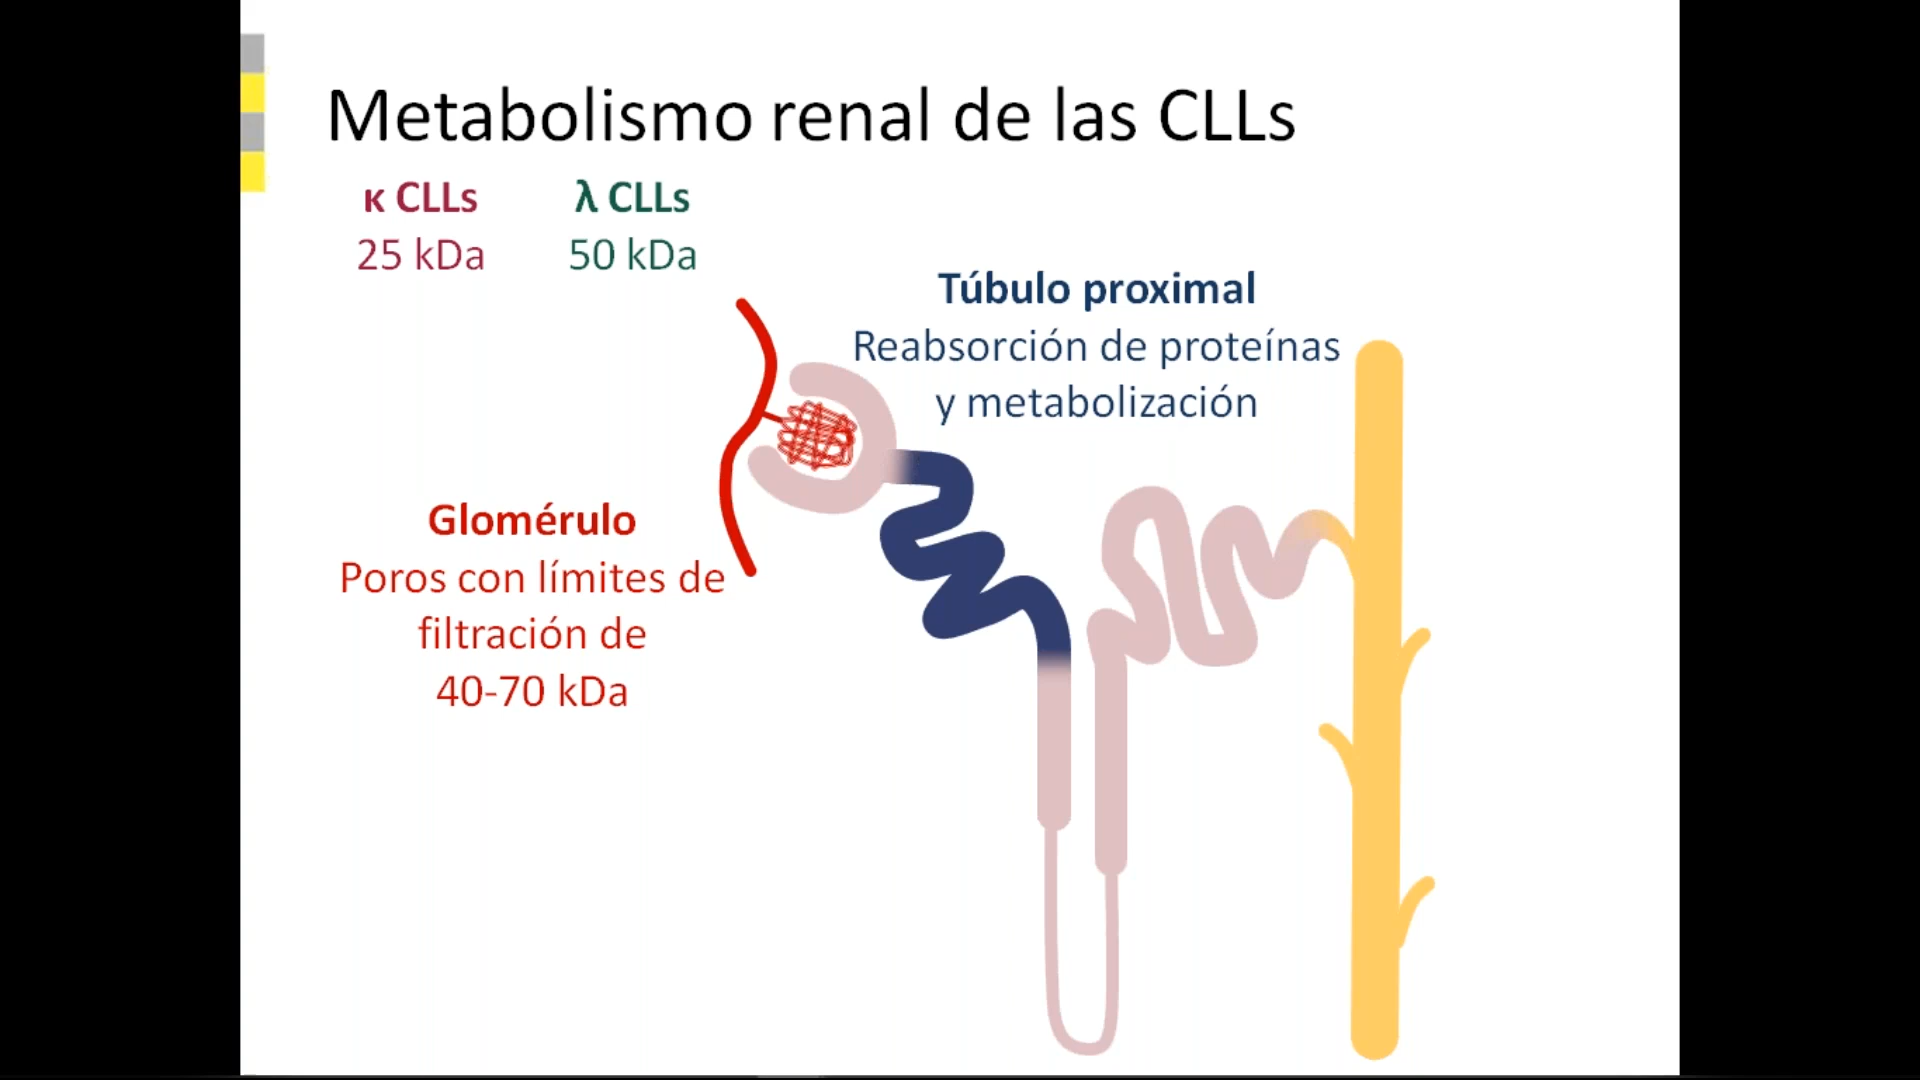 Metabolismo renal de las CLLs
κ CLLs
25 kDa
λ CLLs
50 kDa
Túbulo proximal
Reabsorción de proteínas
y metabolización
Glomérulo
Poros con límites de
filtración de
40-70 kDa